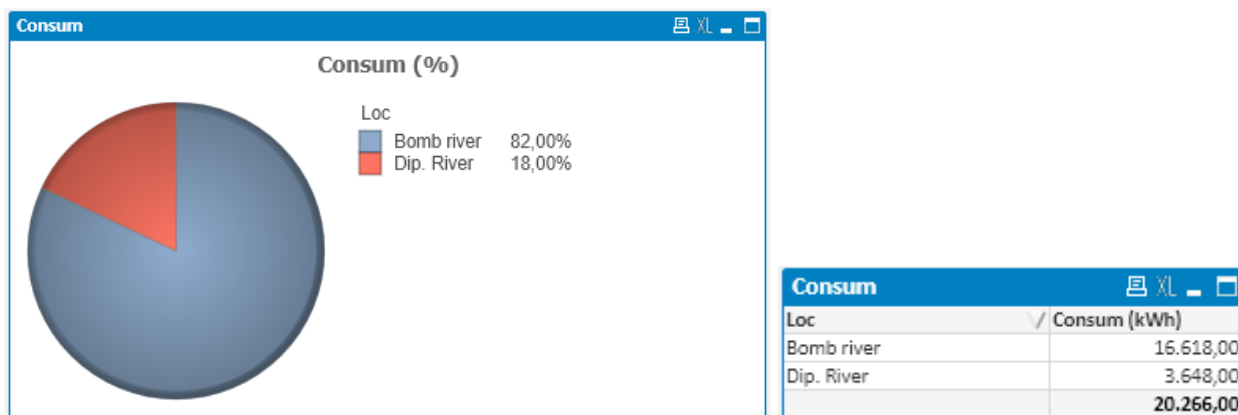 Consum
XL
Consum (%)
Loc
Bomb river 82,00%
Dip. River 18,00%
Consum
XL
Loc Consum (kWh)
Bomb river 16.618,00
Dip. River 3.648,00
20.266,00